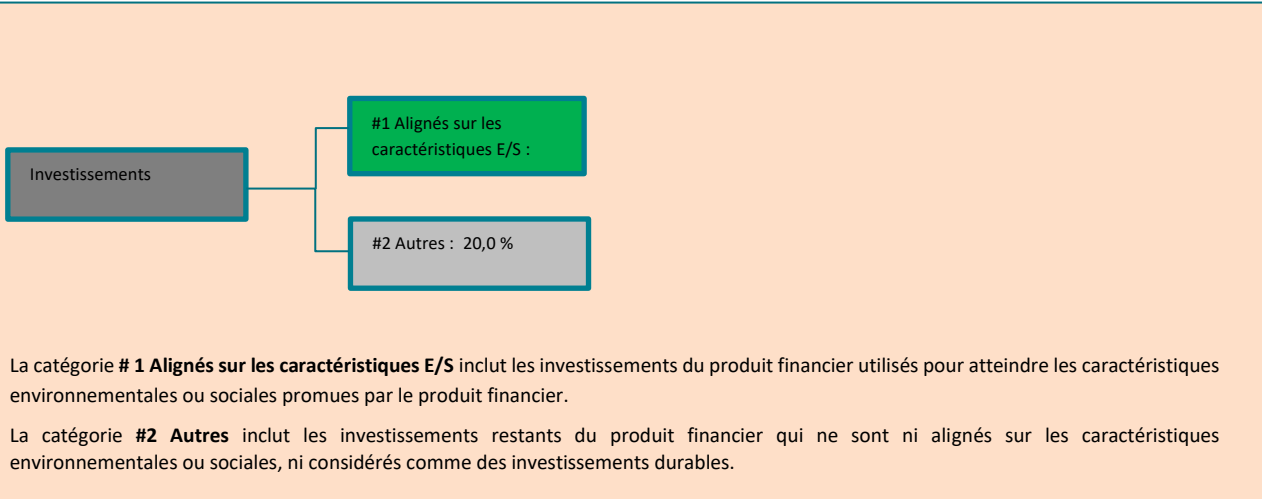 #1 Alignés sur les
caractéristiques E/S :
Investissements
#2 Autres : 20,0 %
La catégorie # 1 Alignés sur les caractéristiques E/S inclut les investissements du produit financier utilisés pour atteindre les caractéristiques
environnementales ou sociales promues par le produit financier.
La catégorie #2 Autres inclut les investissements restants du produit financier qui ne sont ni alignés sur les caractéristiques
environnementales ou sociales, ni considérés comme des investissements durables.